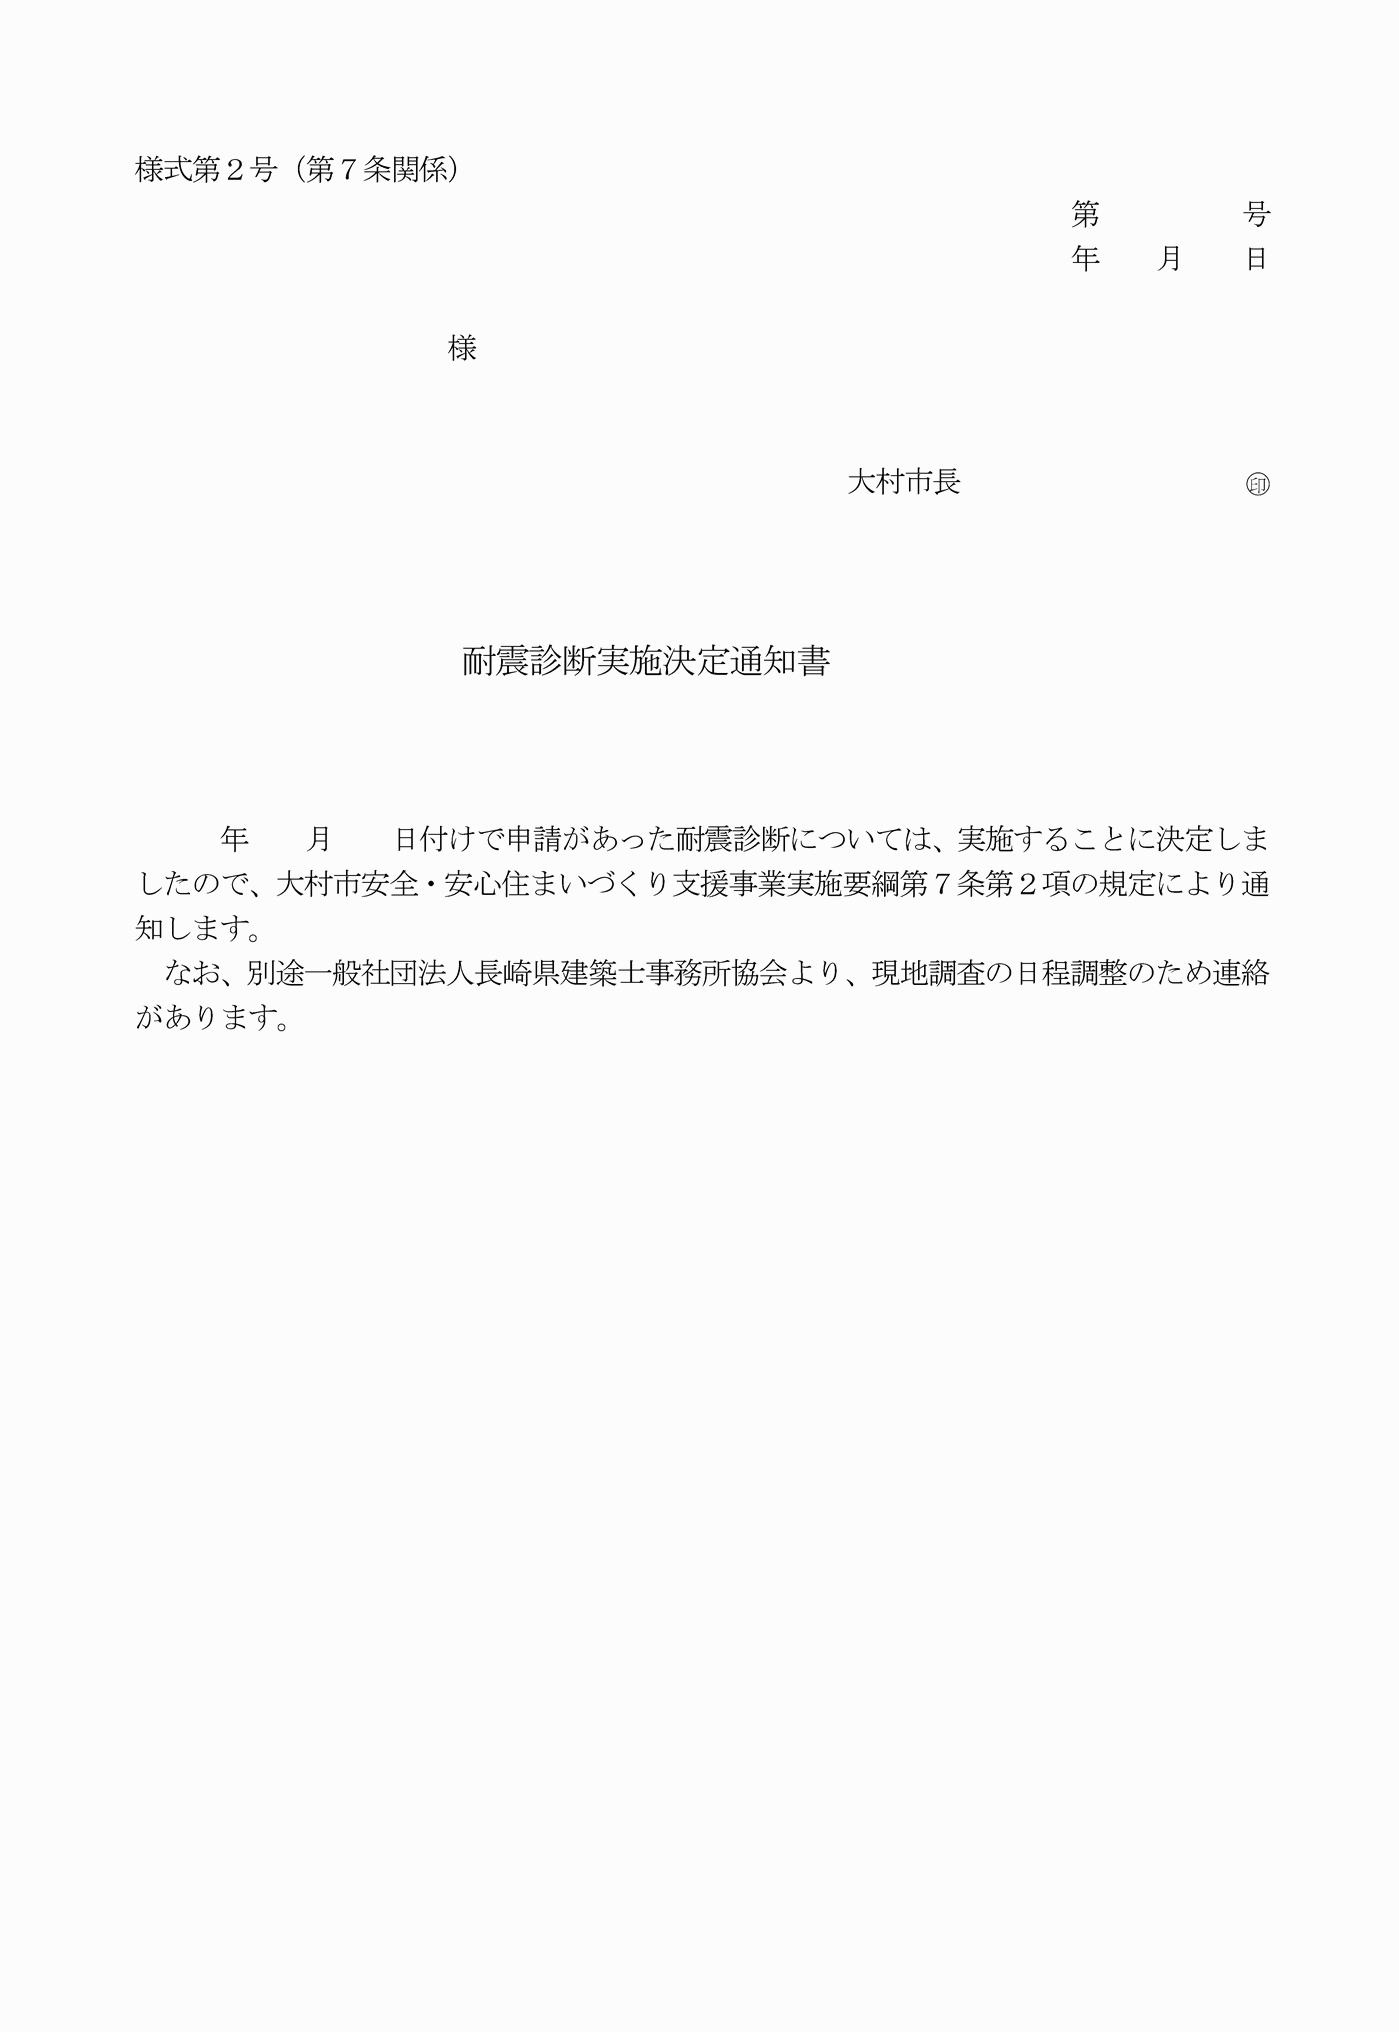 様式第２号（第７条関係）
第　　　　　号
年　　月　　日
様
大村市長　　　　　　　　　　㊞
耐震診断実施決定通知書
　　　年　　月　　日付けで申請があった耐震診断については、実施することに決定しま
したので、大村市安全・安心住まいづくり支援事業実施要綱第７条第２項の規定により通
知します。
　なお、別途一般社団法人長崎県建築士事務所協会より、現地調査の日程調整のため連絡
があります。